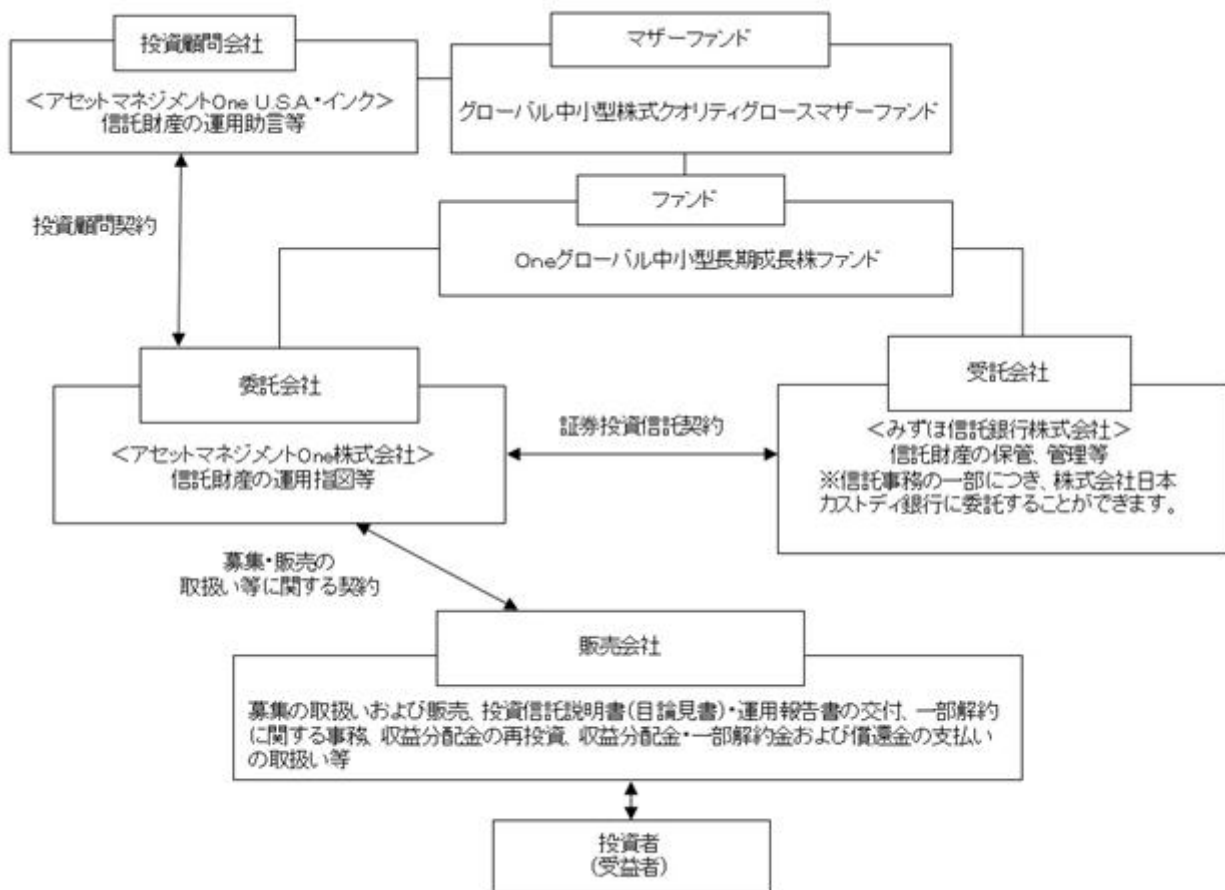 投資顧問会社
<アセットマネジメントOne U.S.A.・インク>
信託財産の運用助言等
マザーファンド
グローバル中小型株式クオリティグロースマザーファンド
ファンド
Oneグローバル中小型長期成長株ファンド
投資顧問契約
委託会社
<アセットマネジメントOne株式会社>
信託財産の運用指図等
証券投資信託契約
受託会社
<みずほ信託銀行株式会社>
信託財産の保管、管理等
※信託事務の一部につき、株式会社日本
カストディ銀行に委託することができます。
募集・販売の
取扱い等に関する契約
販売会社
募集の取扱いおよび販売、投資信託説明書(目論見書)・運用報告書の交付、一部解約
に関する事務、収益分配金の再投資、収益分配金・一部解約金および償還金の支払い
の取扱い等
投資者
(受益者)